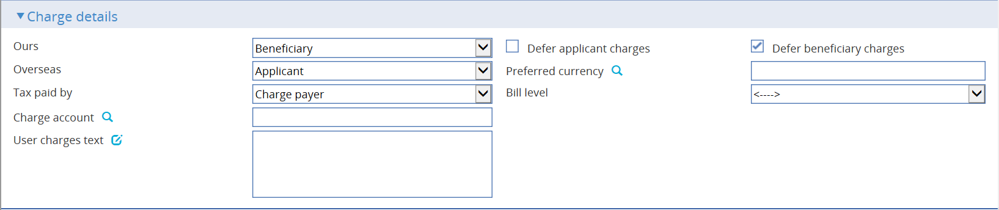 Charge details
Ours Beneficiary Defer applicant charges Defer beneficiary charges
Overseas Applicant Preferred currency
Tax paid by Charge payer Bill level <---->
Charge account
User charges text